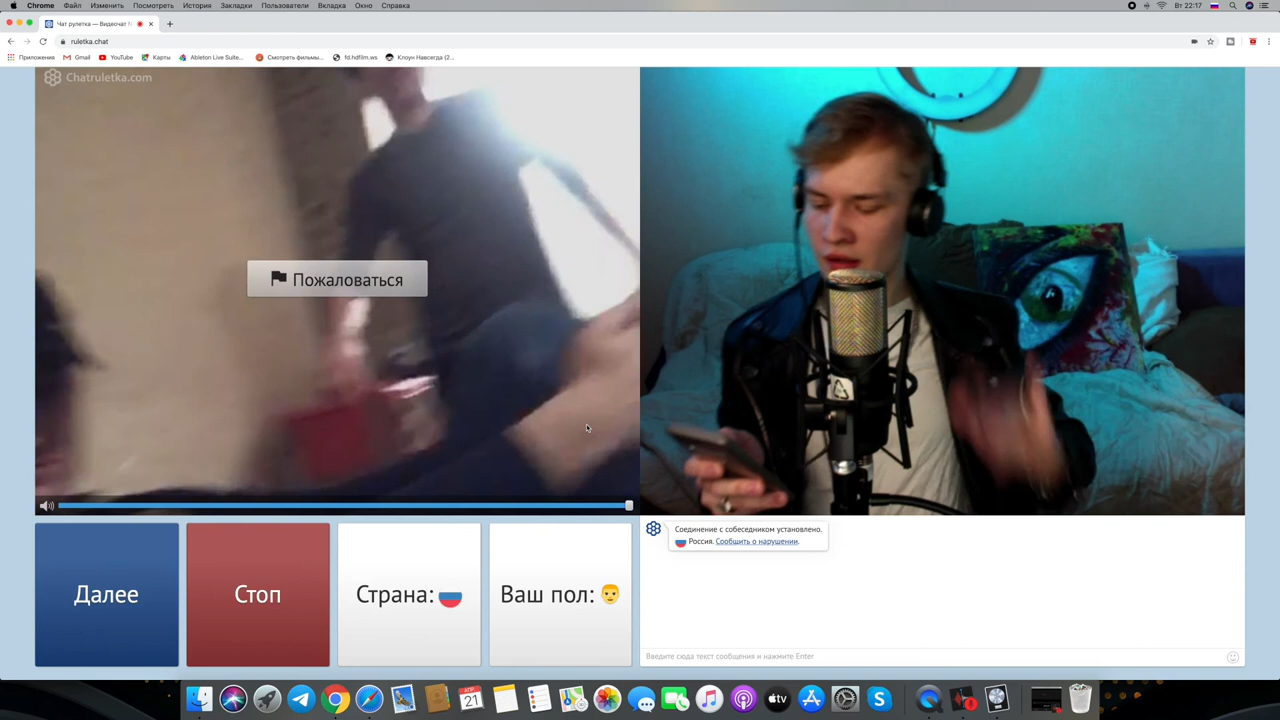 Chrome Файл Изменить Посмотреть История Закладки Пользователи Вкладка Окно Справка
Вт 22:17
Чат рулетка — Видеочат
ruletka.chat
Приложения Gmail YouTube Карты Ableton Live Suite... Смотреть фильмы... fd.hdfilm.ws Клоун Навсегда (2...
Chatruletka.com
Пожаловаться
Соединение с собеседником установлено.
Россия. Сообщить о нарушении.
Далее
Стоп
Страна:
Ваш пол:
Введите сюда текст сообщения и нажмите Enter
АПР.
21
tv